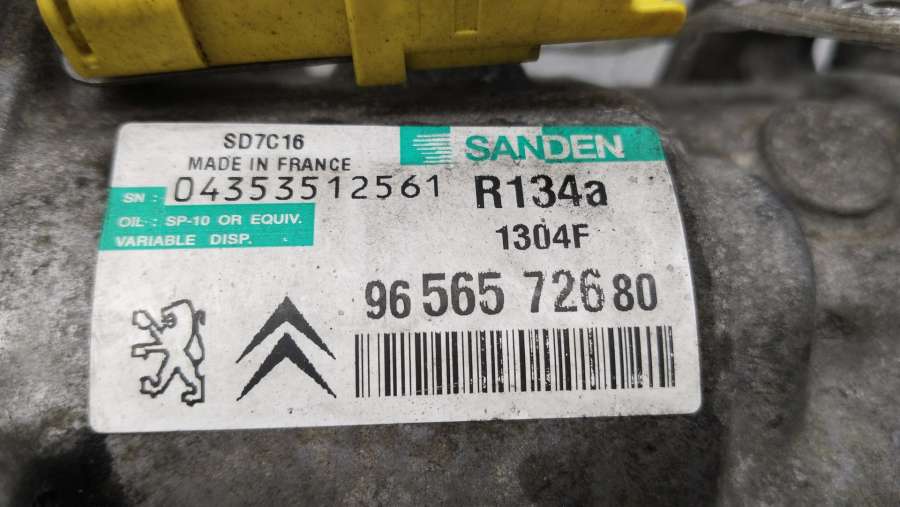 SD7C16
MADE IN FRANCE
SANDEN
SN : 04353512561
R134a
OIL : SP-10 OR EQUIV.
VARIABLE DISP.
1304F
96 565 726 80